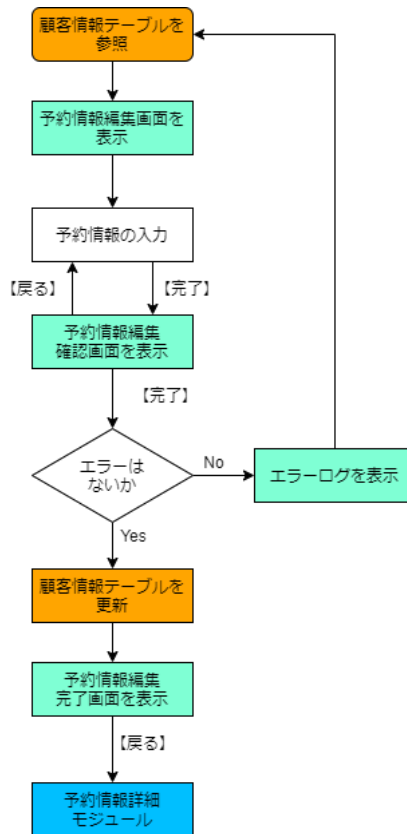 顧客情報テーブルを
参照
予約情報編集画面を
表示
予約情報の入力
【戻る】
【完了】
予約情報編集
確認画面を表示
【完了】
エラーは
ないか
No
エラーログを表示
Yes
顧客情報テーブルを
更新
予約情報編集
完了画面を表示
【戻る】
予約情報詳細
モジュール